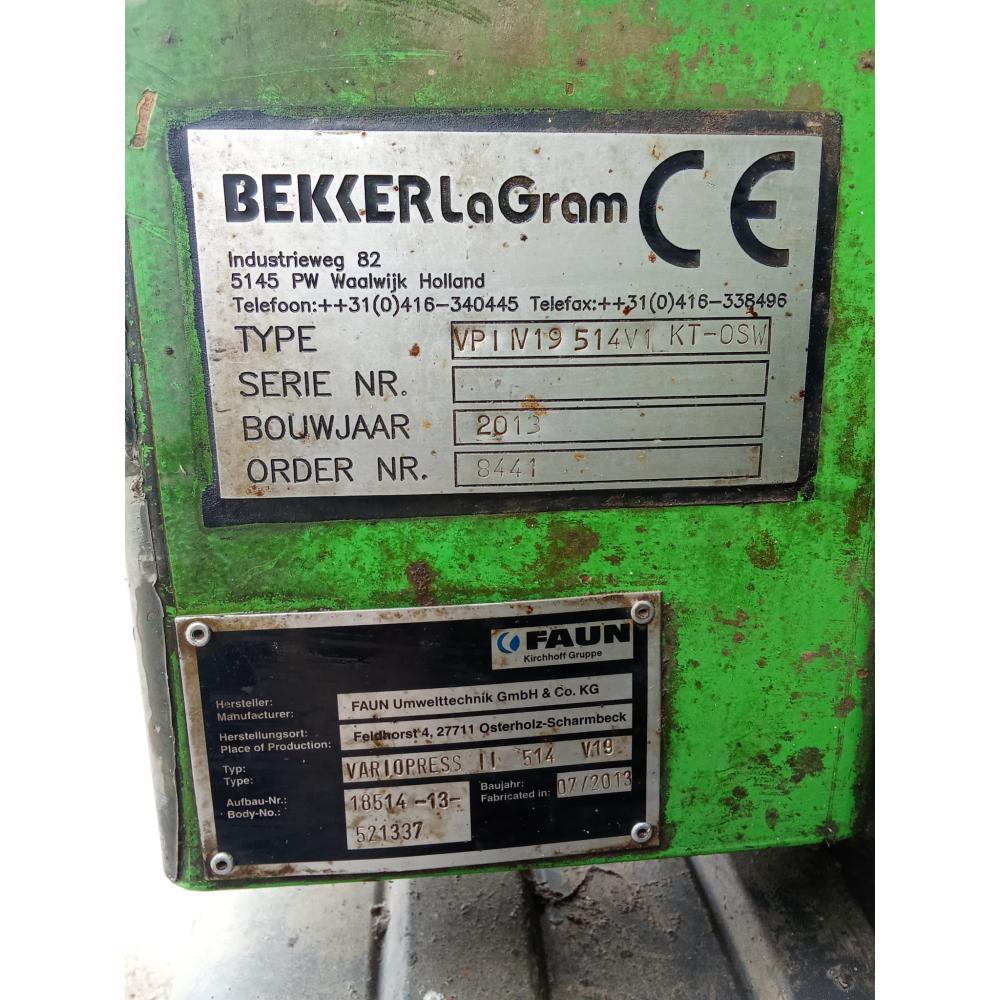 BEKKER LaGram CE
Industrieweg 82
5145 PW Waalwijk Holland
Telefoon:++31(0)416-340445 Telefax:++31(0)416-338496
TYPE VPI IV19 514V1 KT-OSW
SERIE NR.
BOUWJAAR 2013
ORDER NR. 8441
FAUN
Kirchhoff Gruppe
Hersteller:
Manufacturer:
FAUN Umwelttechnik GmbH & Co. KG
Herstellungsort:
Place of Production:
Feldhorst 4, 27711 Osterholz-Scharmbeck
Typ:
Type:
VARIOPRESS II 514 V19
Aufbau-Nr.:
Body-No.:
18514-13-
521337
Baujahr:
Fabricated in:
07/2013